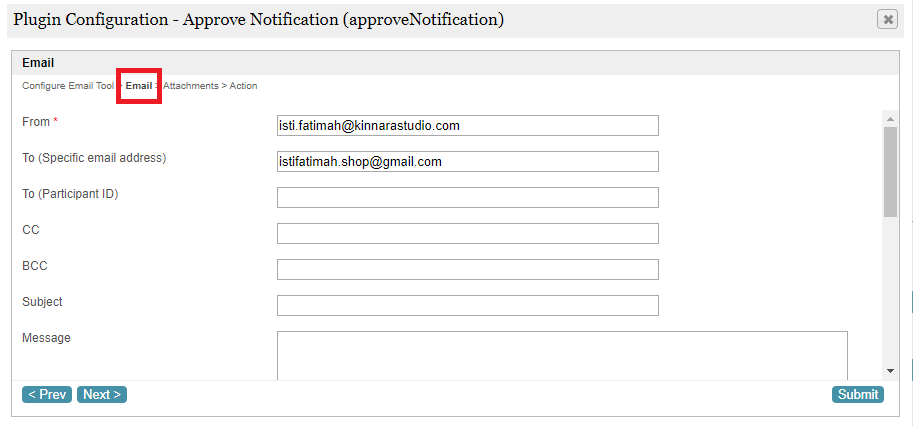 Plugin Configuration - Approve Notification (approveNotification)
Email
Configure Email Tool > Email > Attachments > Action
From *
isti.fatimah@kinnarastudio.com
To (Specific email address)
istifatimah.shop@gmail.com
To (Participant ID)
CC
BCC
Subject
Message
< Prev
Next >
Submit